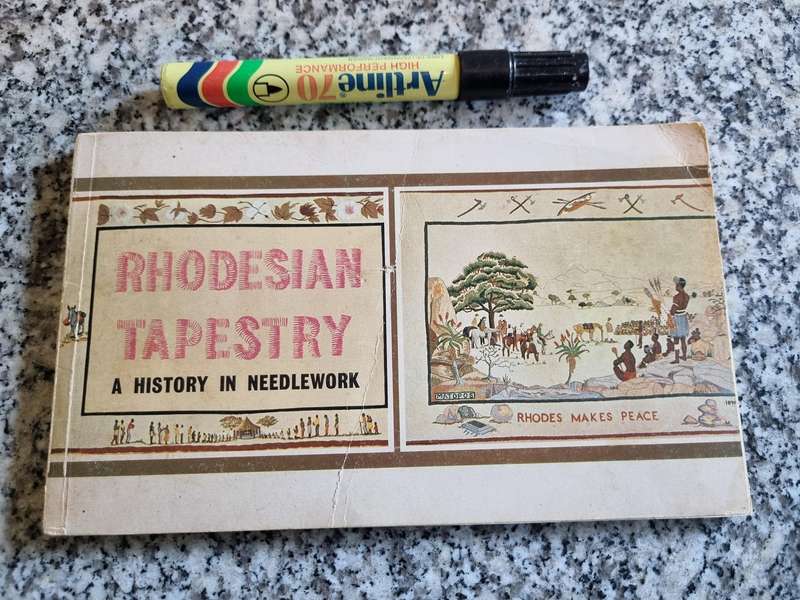 Artline® 70
HIGH PERFORMANCE
RHODESIAN
TAPESTRY
A HISTORY IN NEEDLEWORK
MATOPOS
RHODES MAKES PEACE